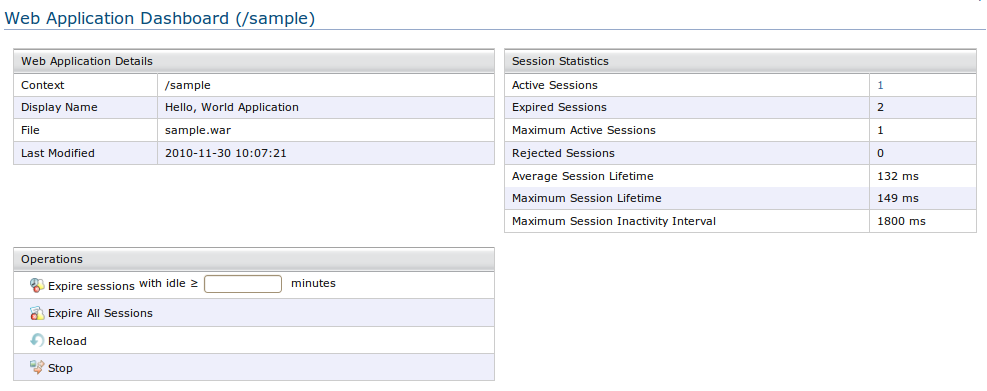 Web Application Dashboard (/sample)
Web Application Details
Context /sample
Display Name Hello, World Application
File sample.war
Last Modified 2010-11-30 10:07:21
Session Statistics
Active Sessions 1
Expired Sessions 2
Maximum Active Sessions 1
Rejected Sessions 0
Average Session Lifetime 132 ms
Maximum Session Lifetime 149 ms
Maximum Session Inactivity Interval 1800 ms
Operations
Expire sessions with idle ≥ minutes
Expire All Sessions
Reload
Stop